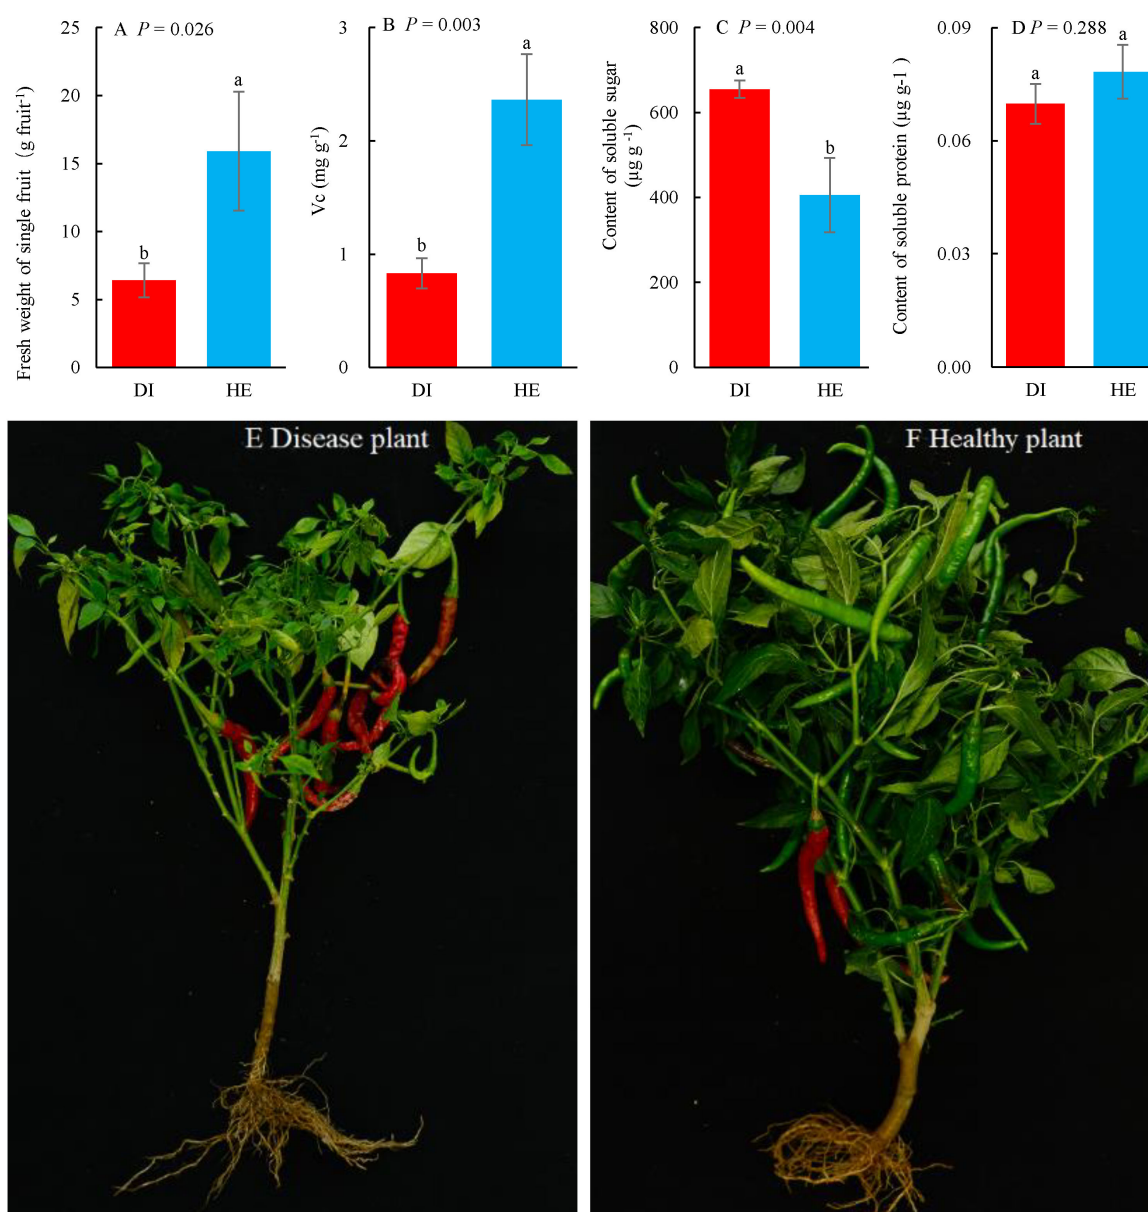 A P = 0.026
Fresh weight of single fruit (g fruit-1)
25
20
15
10
5
0
b
a
DI
HE
B P = 0.003
Vc (mg g-1)
3
2
1
0
b
a
DI
HE
C P = 0.004
Content of soluble sugar
(µg g -1)
800
600
400
200
0
a
b
DI
HE
D P = 0.288
Content of soluble protein (µg g-1 )
0.09
0.06
0.03
0.00
a
a
DI
HE
E Disease plant
F Healthy plant